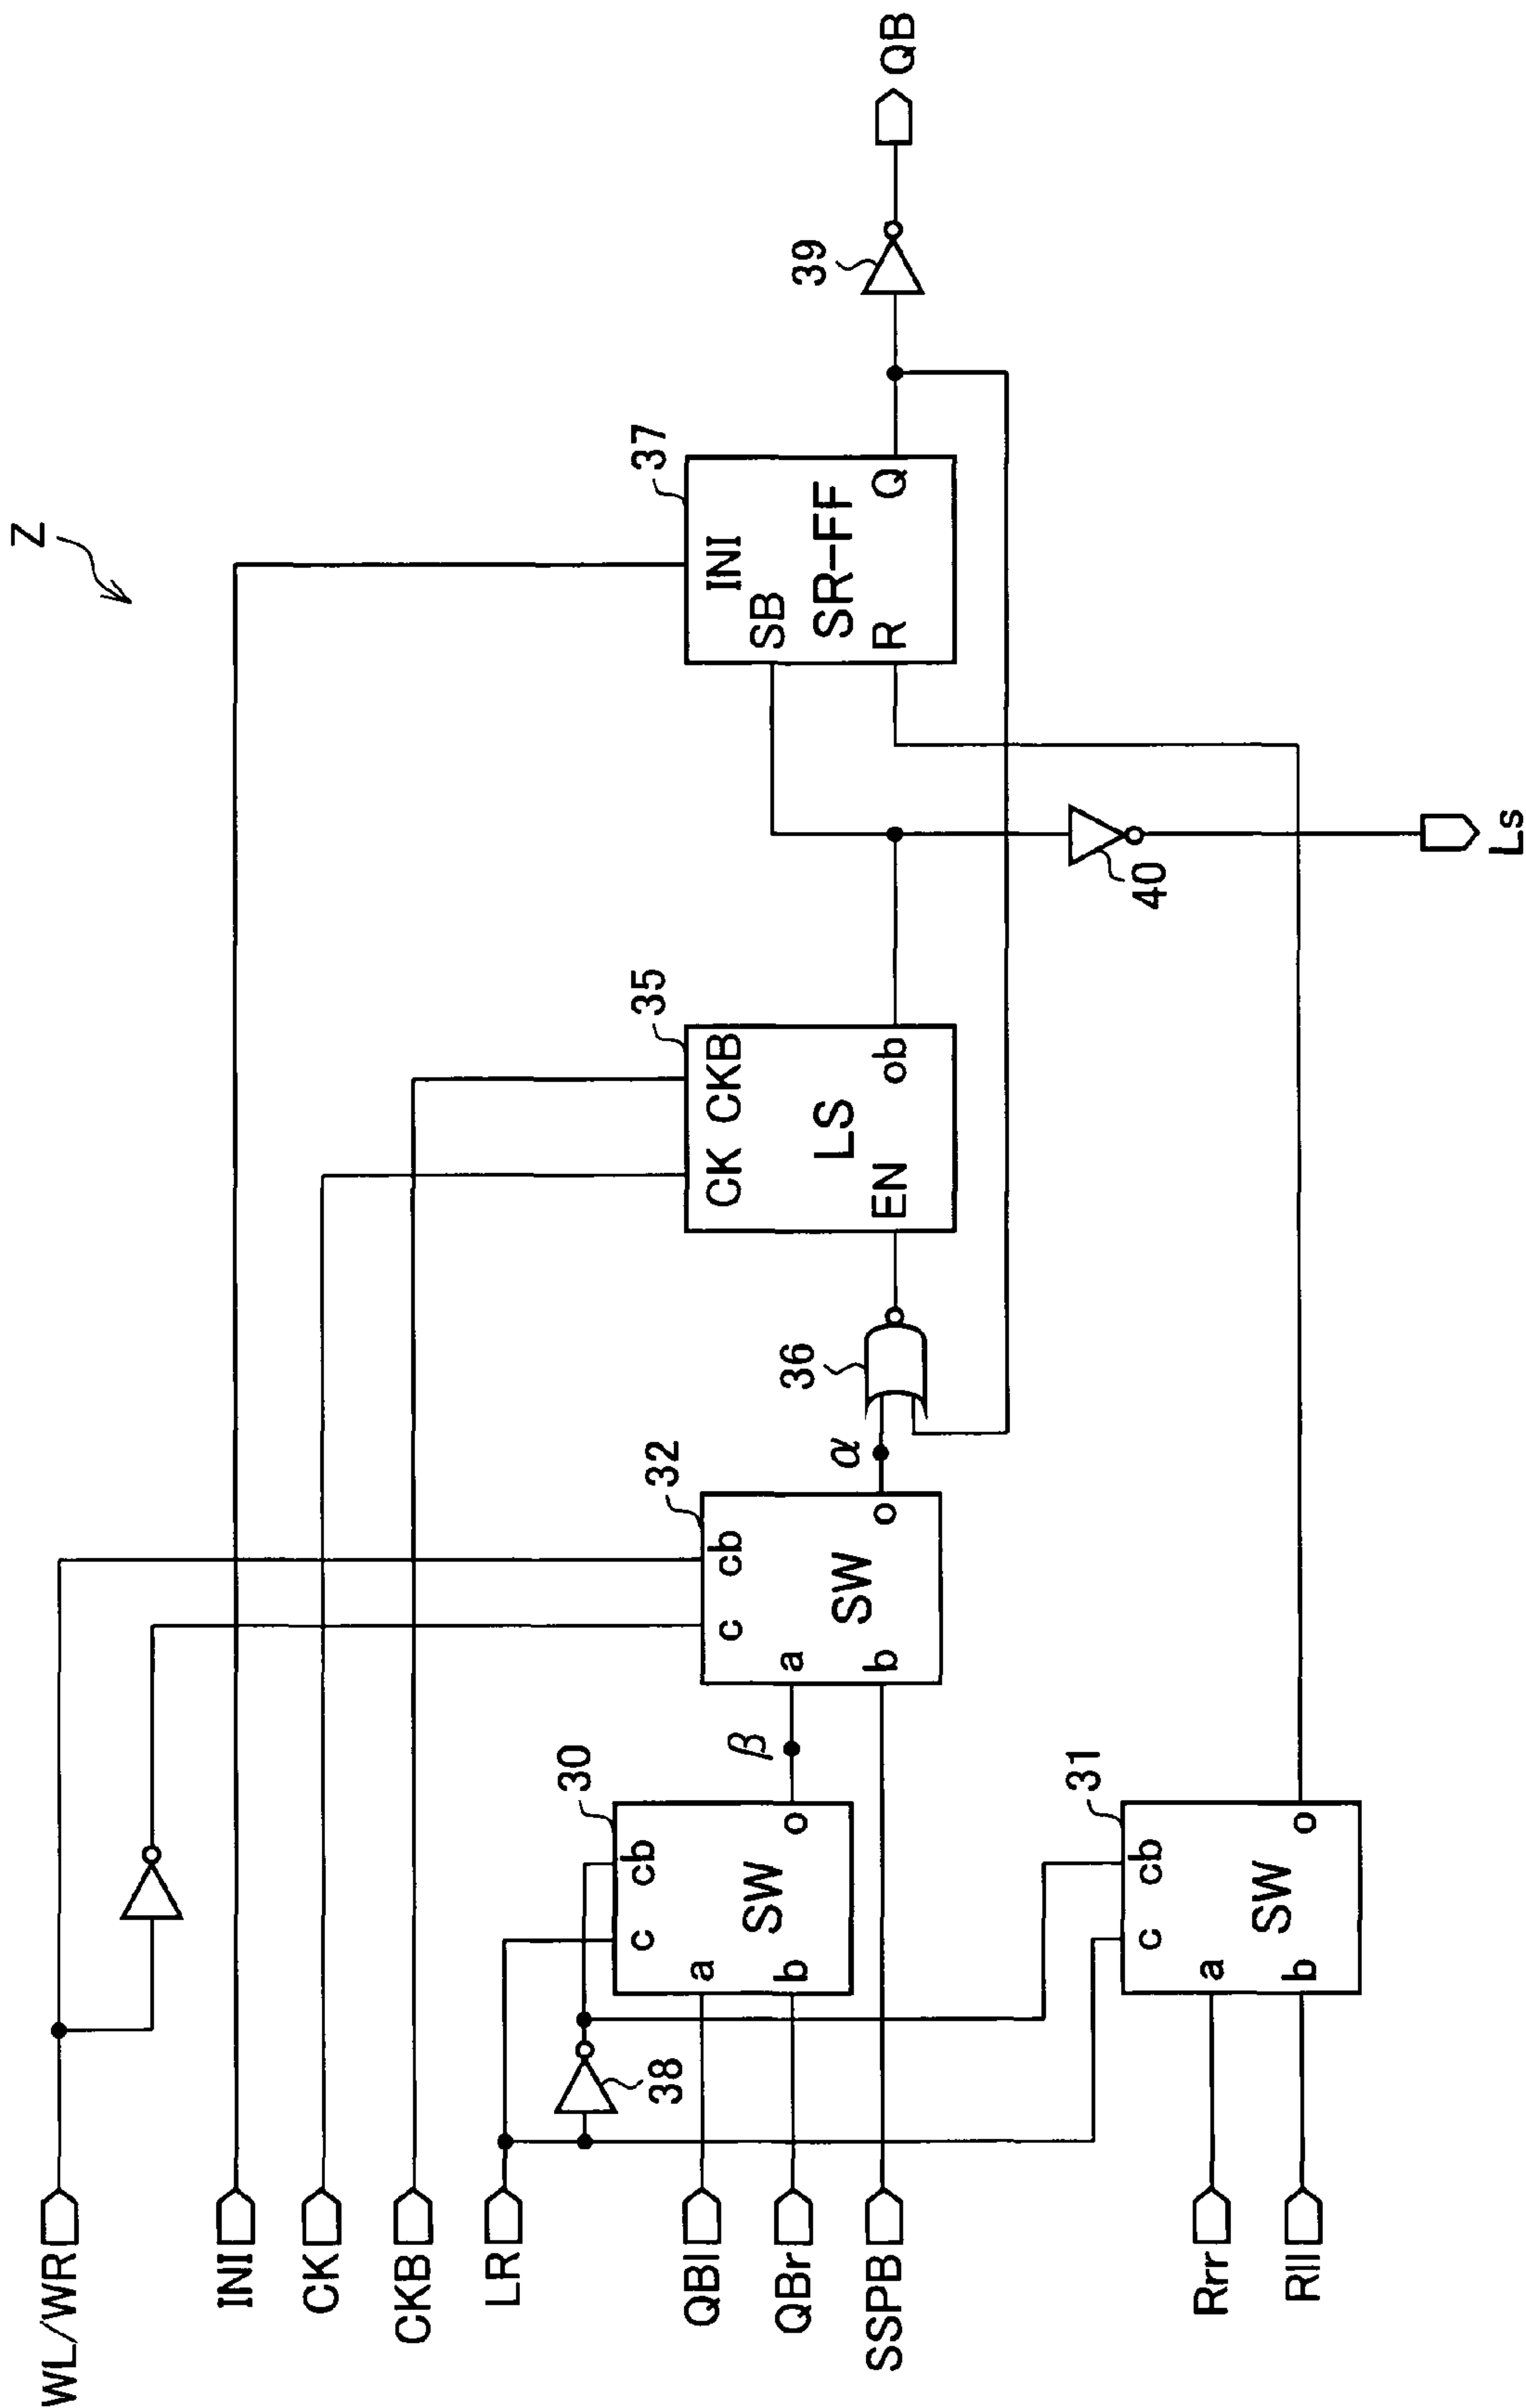 Z
WL/WR
INI
CK
CKB
LR
QBl
QBr
SSPB
Rrr
Rll
38
30
c
cb
a
SW
b
o
β
31
c
cb
a
SW
b
o
32
c
cb
a
SW
b
o
α
36
35
CK
CKB
LS
EN
ob
37
INI
SB
SR-FF
R
Q
39
QB
40
Ls